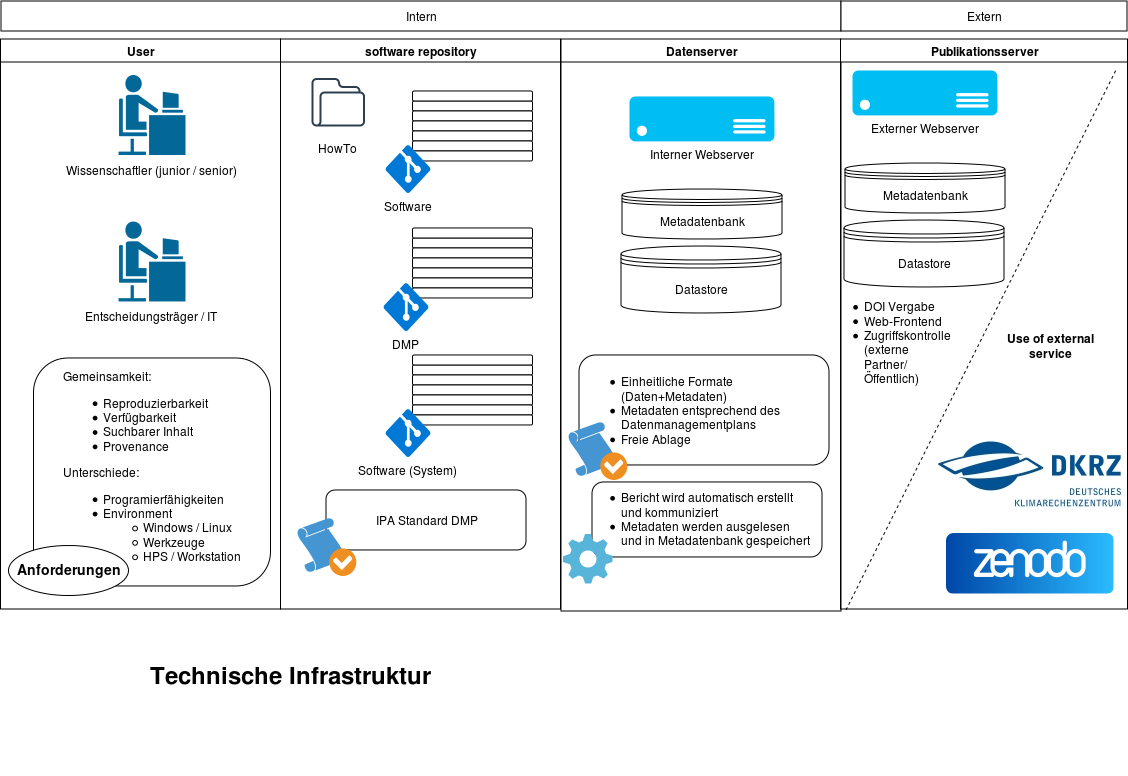 Intern
Extern
User
software repository
Datenserver
Publikationsserver
Wissenschaftler (junior / senior)
Entscheidungsträger / IT
Gemeinsamkeit:
Reproduzierbarkeit
Verfügbarkeit
Suchbarer Inhalt
Provenance
Unterschiede:
Programierfähigkeiten
Environment
Windows / Linux
Werkzeuge
HPS / Workstation
Anforderungen
HowTo
Software
DMP
Software (System)
IPA Standard DMP
Interner Webserver
Metadatenbank
Datastore
Einheitliche Formate
(Daten+Metadaten)
Metadaten entsprechend des
Datenmanagementplans
Freie Ablage
Bericht wird automatisch erstellt
und kommuniziert
Metadaten werden ausgelesen
und in Metadatenbank gespeichert
Externer Webserver
Metadatenbank
Datastore
DOI Vergabe
Web-Frontend
Zugriffskontrolle
(externe
Partner/
Öffentlich)
Use of external
service
DKRZ
DEUTSCHES
KLIMARECHENZENTRUM
zenodo
Technische Infrastruktur